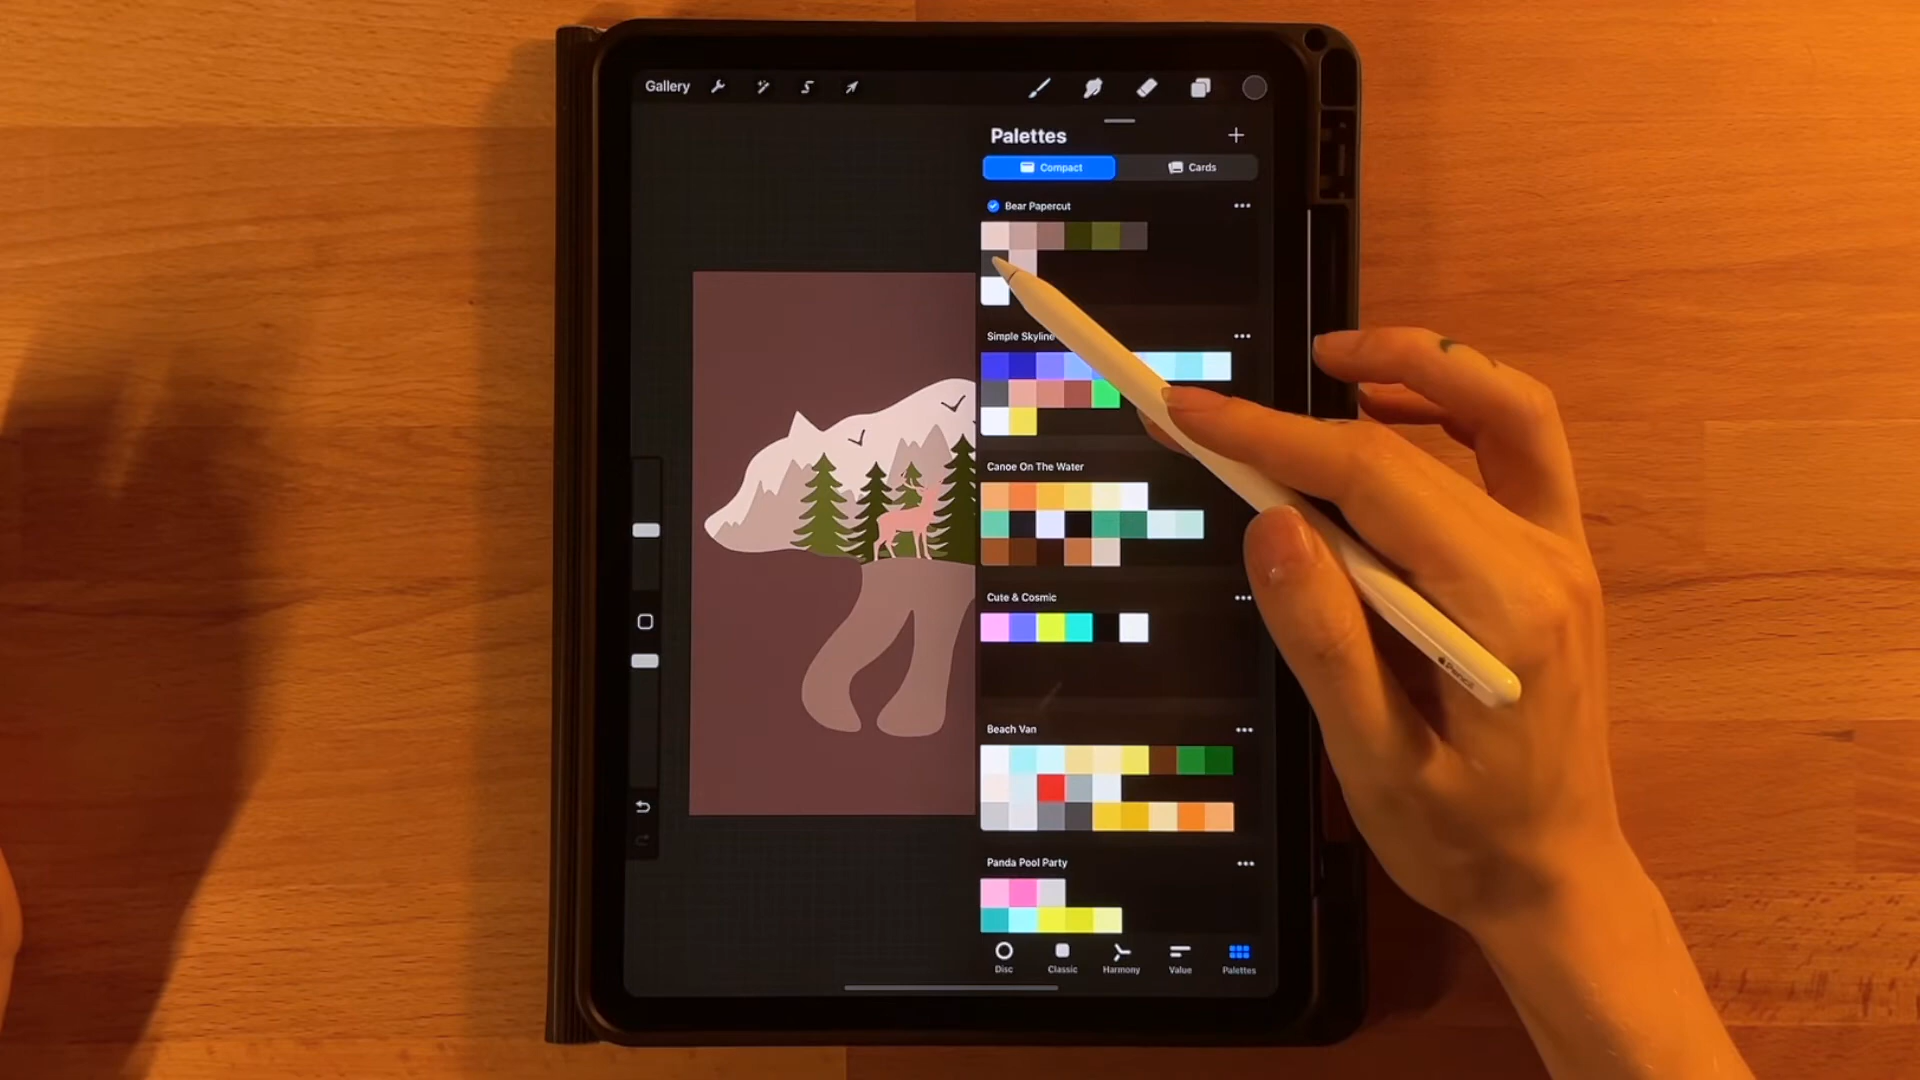 Gallery
Palettes
Compact
Cards
Bear Papercut
Simple Skyline
Canoe On The Water
Cute & Cosmic
Beach Van
Panda Pool Party
Disc
Classic
Harmony
Value
Palettes
Pencil